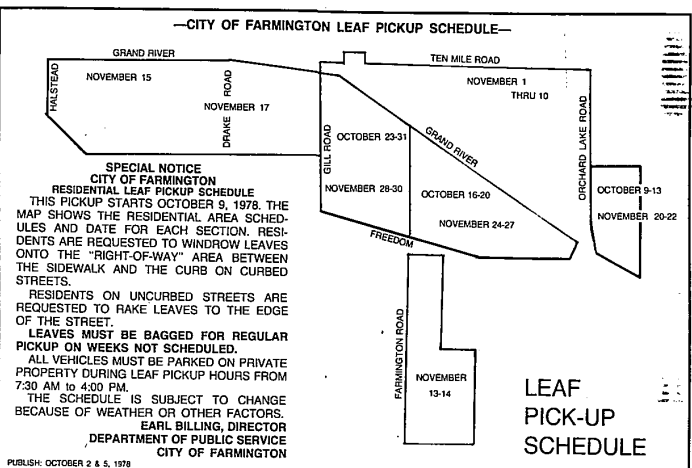 —CITY OF FARMINGTON LEAF PICKUP SCHEDULE—
GRAND RIVER
TEN MILE ROAD
HALSTEAD
NOVEMBER 15
DRAKE ROAD
NOVEMBER 17
NOVEMBER 1
THRU 10
GILL ROAD
OCTOBER 23-31
GRAND RIVER
ORCHARD LAKE ROAD
NOVEMBER 28-30
OCTOBER 16-20
NOVEMBER 24-27
OCTOBER 9-13
NOVEMBER 20-22
FREEDOM
FARMINGTON ROAD
NOVEMBER
13-14
SPECIAL NOTICE
CITY OF FARMINGTON
RESIDENTIAL LEAF PICKUP SCHEDULE
THIS PICKUP STARTS OCTOBER 9, 1978. THE
MAP SHOWS THE RESIDENTIAL AREA SCHED-
ULES AND DATE FOR EACH SECTION. RESI-
DENTS ARE REQUESTED TO WINDROW LEAVES
ONTO THE "RIGHT-OF-WAY" AREA BETWEEN
THE SIDEWALK AND THE CURB ON CURBED
STREETS.
RESIDENTS ON UNCURBED STREETS ARE
REQUESTED TO RAKE LEAVES TO THE EDGE
OF THE STREET.
LEAVES MUST BE BAGGED FOR REGULAR
PICKUP ON WEEKS NOT SCHEDULED.
ALL VEHICLES MUST BE PARKED ON PRIVATE
PROPERTY DURING LEAF PICKUP HOURS FROM
7:30 AM to 4:00 PM.
THE SCHEDULE IS SUBJECT TO CHANGE
BECAUSE OF WEATHER OR OTHER FACTORS.
EARL BILLING, DIRECTOR
DEPARTMENT OF PUBLIC SERVICE
CITY OF FARMINGTON
PUBLISH: OCTOBER 2 & 5, 1978
LEAF
PICK-UP
SCHEDULE